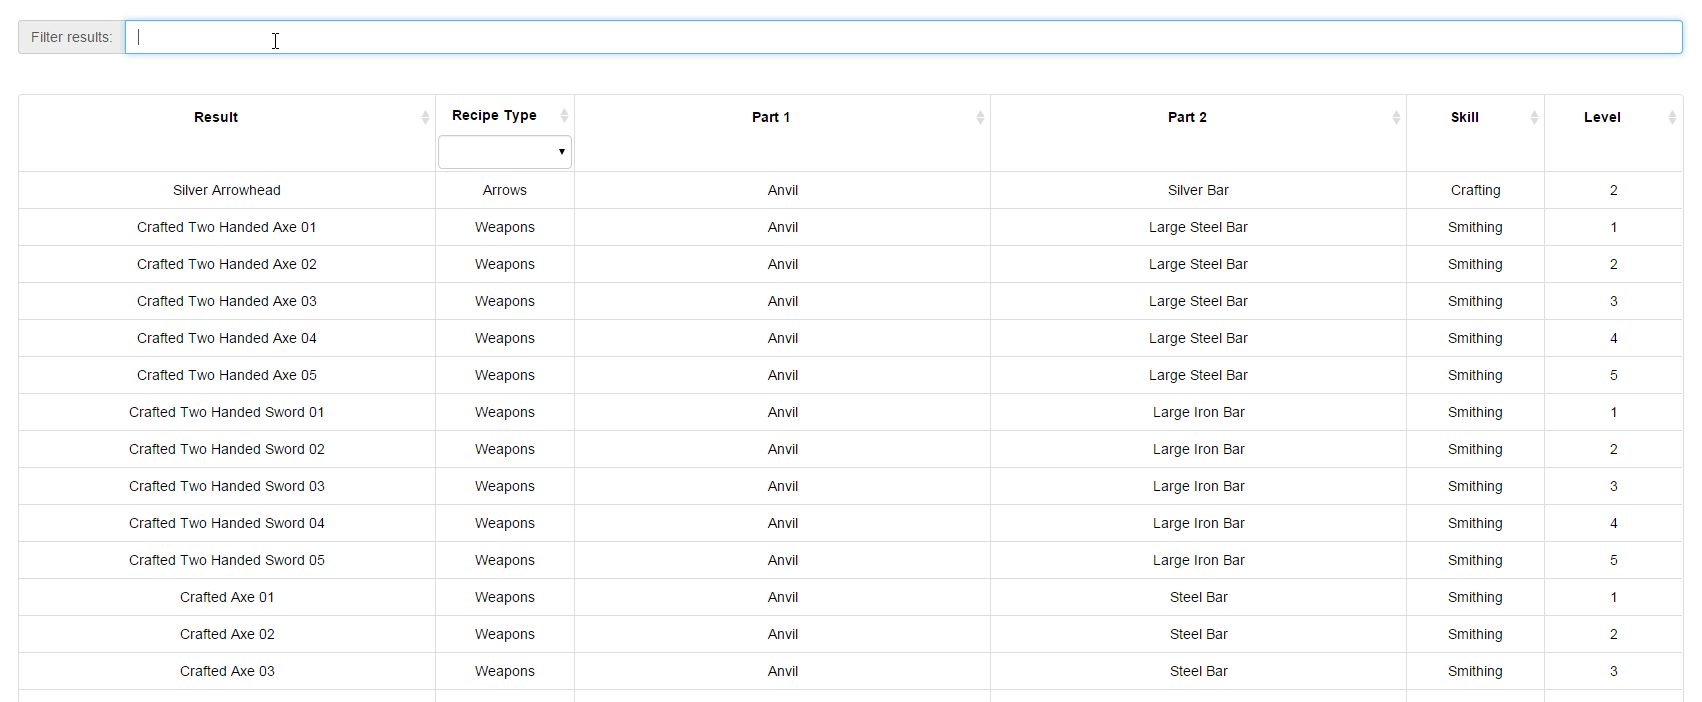 Filter results:
Result Recipe Type Part 1 Part 2 Skill Level
Silver Arrowhead Arrows Anvil Silver Bar Crafting 2
Crafted Two Handed Axe 01 Weapons Anvil Large Steel Bar Smithing 1
Crafted Two Handed Axe 02 Weapons Anvil Large Steel Bar Smithing 2
Crafted Two Handed Axe 03 Weapons Anvil Large Steel Bar Smithing 3
Crafted Two Handed Axe 04 Weapons Anvil Large Steel Bar Smithing 4
Crafted Two Handed Axe 05 Weapons Anvil Large Steel Bar Smithing 5
Crafted Two Handed Sword 01 Weapons Anvil Large Iron Bar Smithing 1
Crafted Two Handed Sword 02 Weapons Anvil Large Iron Bar Smithing 2
Crafted Two Handed Sword 03 Weapons Anvil Large Iron Bar Smithing 3
Crafted Two Handed Sword 04 Weapons Anvil Large Iron Bar Smithing 4
Crafted Two Handed Sword 05 Weapons Anvil Large Iron Bar Smithing 5
Crafted Axe 01 Weapons Anvil Steel Bar Smithing 1
Crafted Axe 02 Weapons Anvil Steel Bar Smithing 2
Crafted Axe 03 Weapons Anvil Steel Bar Smithing 3